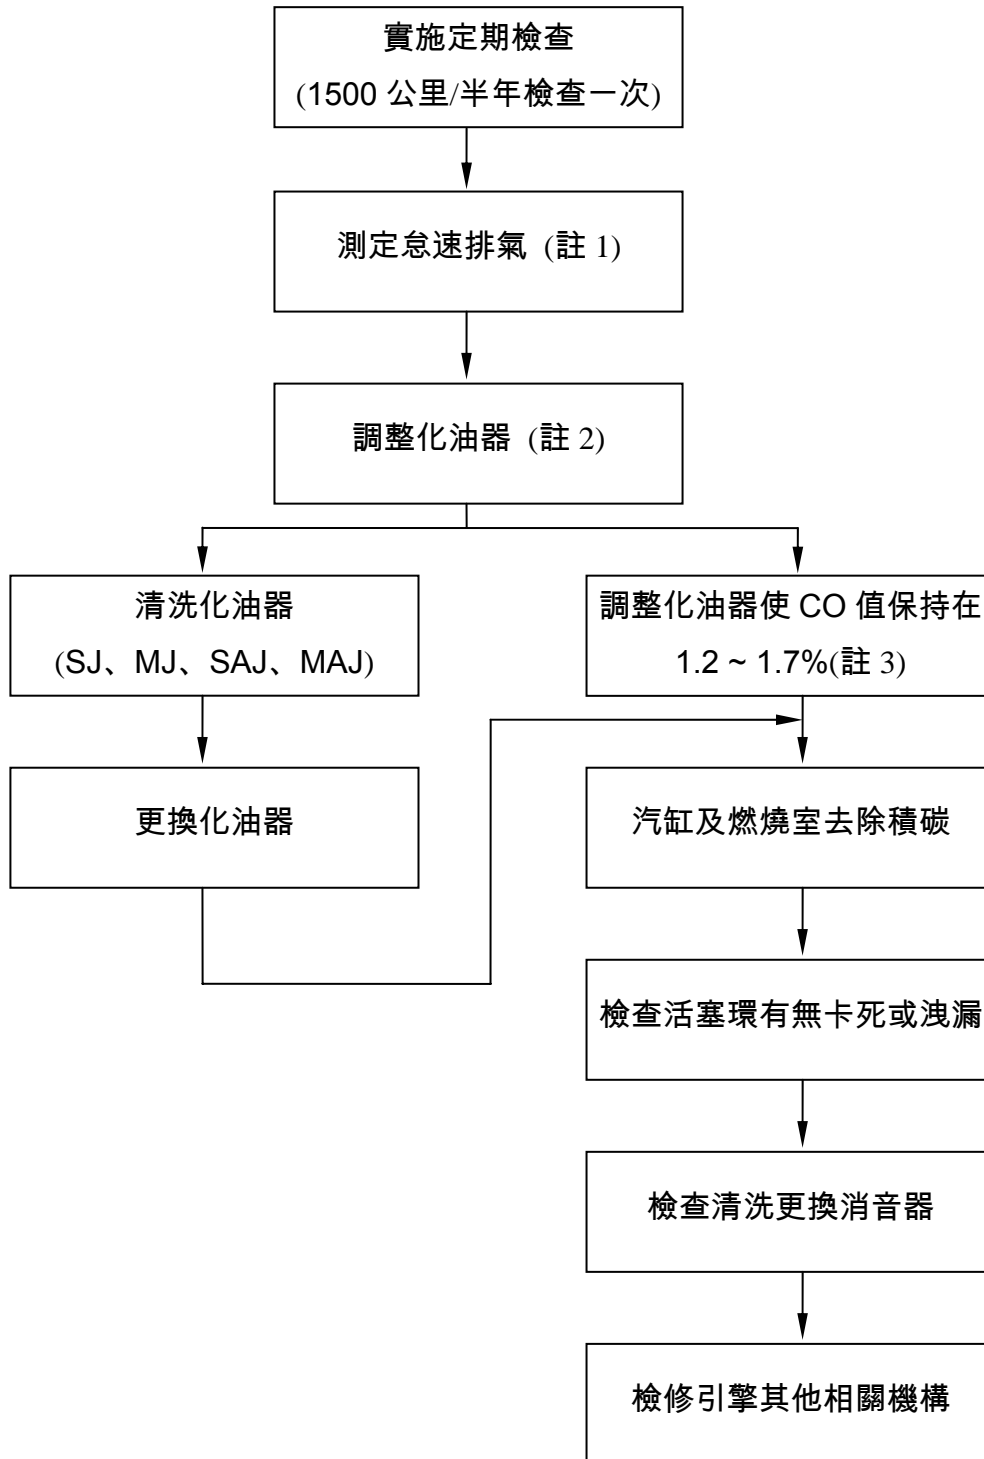 實施定期檢查
(1500 公里/半年檢查一次)
測定怠速排氣 (註 1)
調整化油器 (註 2)
清洗化油器
(SJ、MJ、SAJ、MAJ)
更換化油器
調整化油器使 CO 值保持在
1.2 ~ 1.7%(註 3)
汽缸及燃燒室去除積碳
檢查活塞環有無卡死或洩漏
檢查清洗更換消音器
檢修引擎其他相關機構